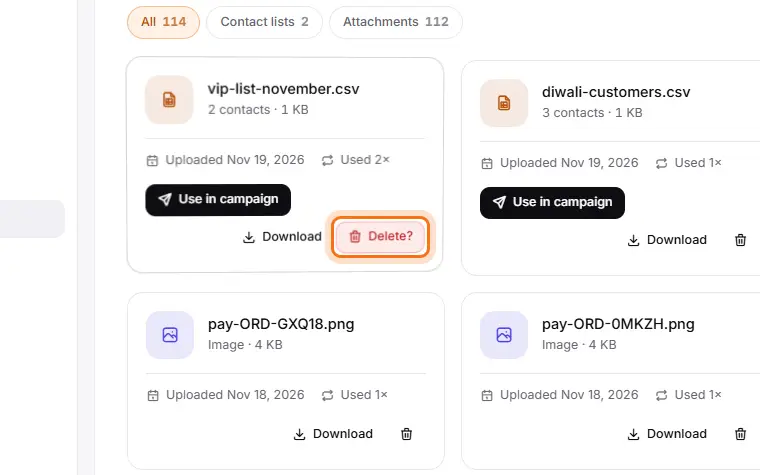 All 114 Contact lists 2 Attachments 112
vip-list-november.csv
2 contacts · 1 KB
Uploaded Nov 19, 2026 Used 2×
Use in campaign
Download Delete?
diwali-customers.csv
3 contacts · 1 KB
Uploaded Nov 19, 2026 Used 1×
Use in campaign
Download
pay-ORD-GXQ18.png
Image · 4 KB
Uploaded Nov 18, 2026 Used 1×
Download
pay-ORD-0MKZH.png
Image · 4 KB
Uploaded Nov 18, 2026 Used 1×
Download